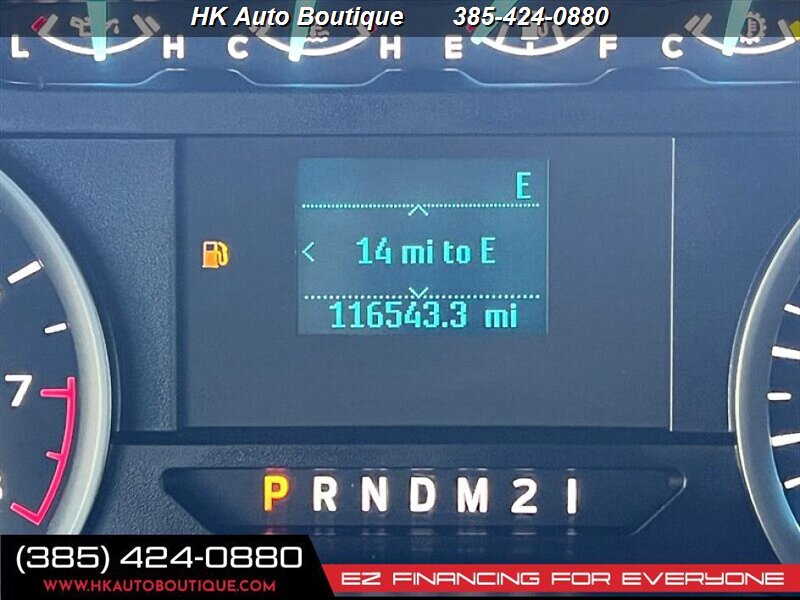 HK Auto Boutique 385-424-0880
L H C H E F C
E
< 14 mi to E
116543.3 mi
7
P R N D M 2 1
(385) 424-0880
WWW.HKAUTOBOUTIQUE.COM
EZ FINANCING FOR EVERYONE